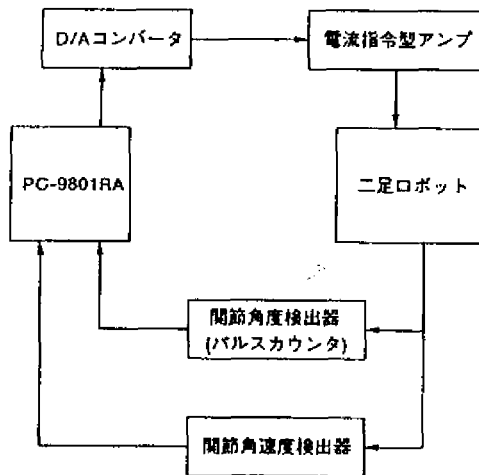 D/Aコンバータ
電流指令型アンプ
PC-9801RA
二足ロボット
関節角度検出器
(パルスカウンタ)
関節角速度検出器